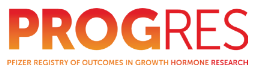 PROGRES
PFIZER REGISTRY OF OUTCOMES IN GROWTH HORMONE RESEARCH